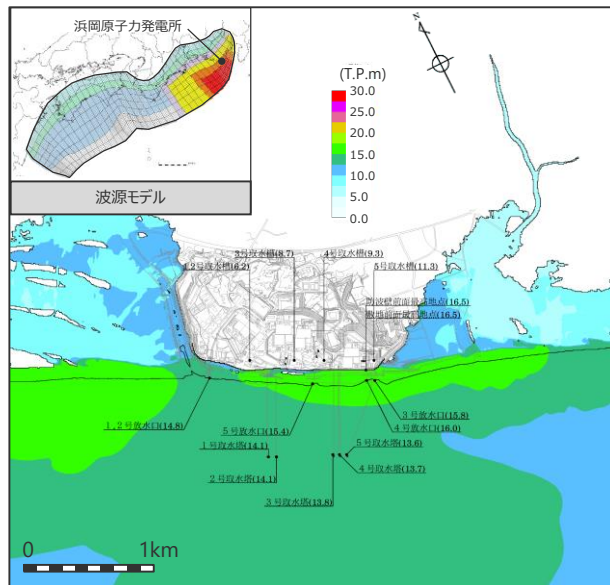 浜岡原子力発電所
波源モデル
(T.P.m)
30.0
25.0
20.0
15.0
10.0
5.0
0.0
3号取水槽(8.7)
4号取水槽(9.3)
1,2号取水槽(6.2)
5号取水槽(11.3)
防波壁前面最高地点(16.5)
敷地前面最高地点(16.5)
1,2号放水口(14.8)
5号放水口(15.4)
3号放水口(15.8)
4号放水口(16.0)
1号取水塔(14.1)
5号取水塔(13.6)
2号取水塔(14.1)
4号取水塔(13.7)
3号取水塔(13.8)
0 1km